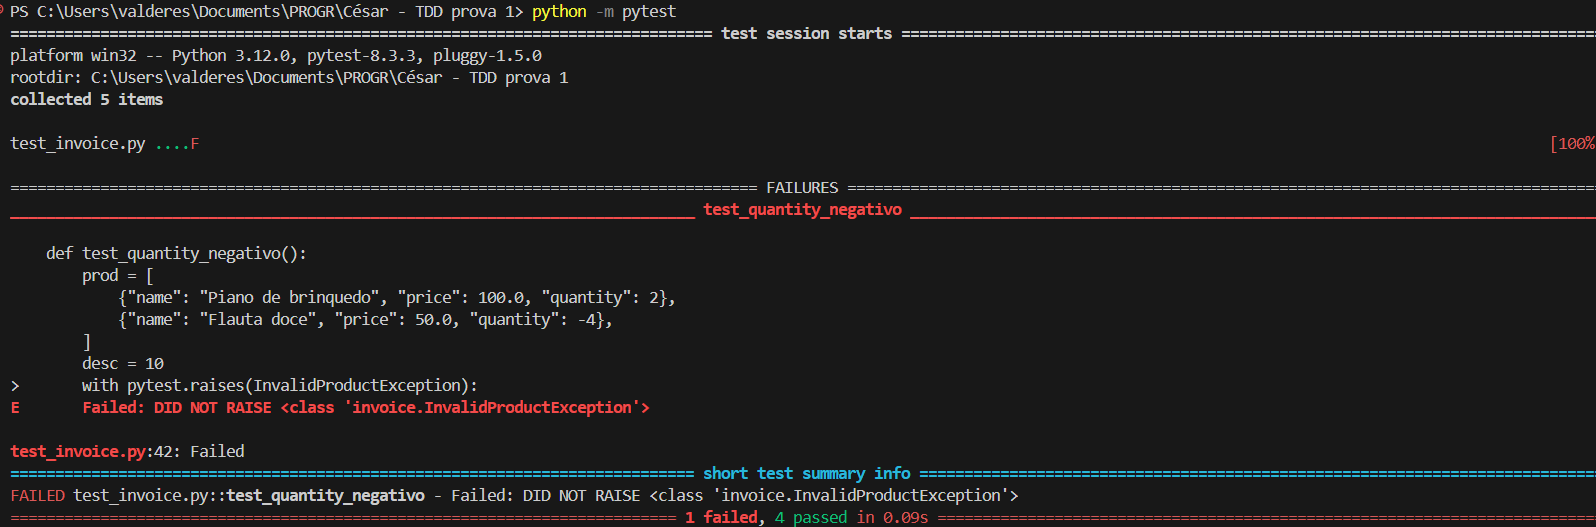 PS C:\Users\valderes\Documents\PROGR\César - TDD prova 1> python -m pytest
============================================================================== test session starts ==============================================================================
platform win32 -- Python 3.12.0, pytest-8.3.3, pluggy-1.5.0
rootdir: C:\Users\valderes\Documents\PROGR\César - TDD prova 1
collected 5 items
test_invoice.py ....F [100%
=================================================================================== FAILURES ===================================================================================
____________________________________________________________________________ test_quantity_negativo ____________________________________________________________________________
def test_quantity_negativo():
prod = [
{"name": "Piano de brinquedo", "price": 100.0, "quantity": 2},
{"name": "Flauta doce", "price": 50.0, "quantity": -4},
]
desc = 10
> with pytest.raises(InvalidProductException):
E Failed: DID NOT RAISE <class 'invoice.InvalidProductException'>
test_invoice.py:42: Failed
============================================================================ short test summary info ===========================================================================
FAILED test_invoice.py::test_quantity_negativo - Failed: DID NOT RAISE <class 'invoice.InvalidProductException'>
========================================================================== 1 failed, 4 passed in 0.09s =========================================================================